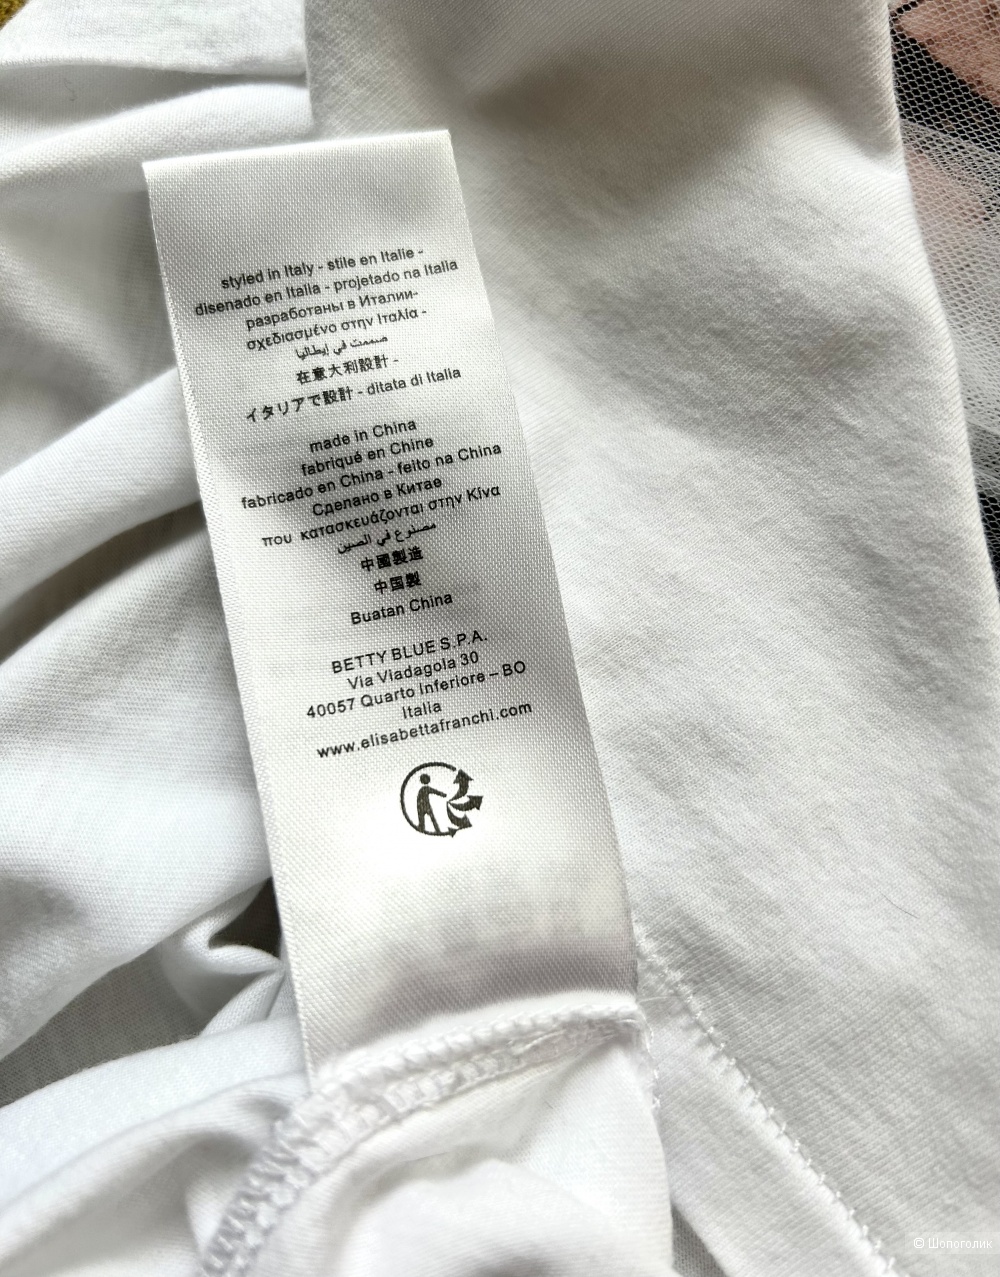 styled in Italy - stile en Italie -
disenado en Italia - projetado na Italia
разработаны в Италии-
σχεδιασμένο στην Ιταλία -
صممت في إيطاليا
在意大利設計 -
イタリアで設計 - ditata di Italia
made in China
fabriqué en Chine
fabricado en China - feito na China
Сделано в Китае
που κατασκευάζονται στην Κίνα
مصنوع في الصين
中國製造
中国製
Buatan China
BETTY BLUE S.P.A.
Via Viadagola 30
40057 Quarto Inferiore – BO
Italia
www.elisabettafranchi.com
© Шопоголик